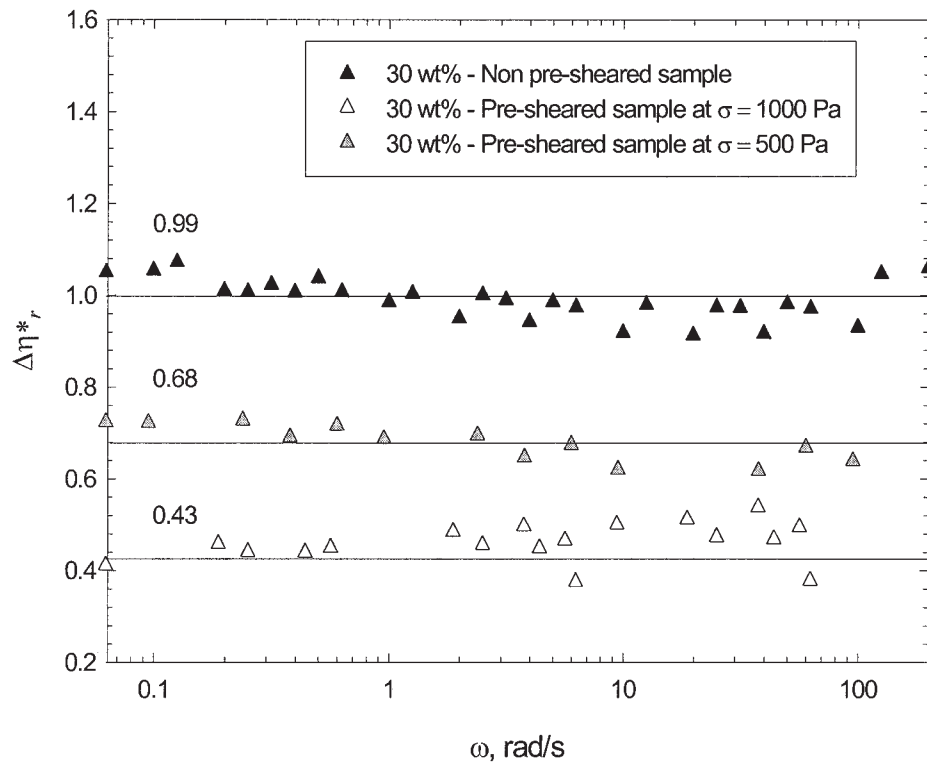 1.6
1.4
1.2
1.0
0.8
0.6
0.4
0.2
Δη*r
30 wt% - Non pre-sheared sample
30 wt% - Pre-sheared sample at σ = 1000 Pa
30 wt% - Pre-sheared sample at σ = 500 Pa
0.99
0.68
0.43
0.1 1 10 100
ω, rad/s